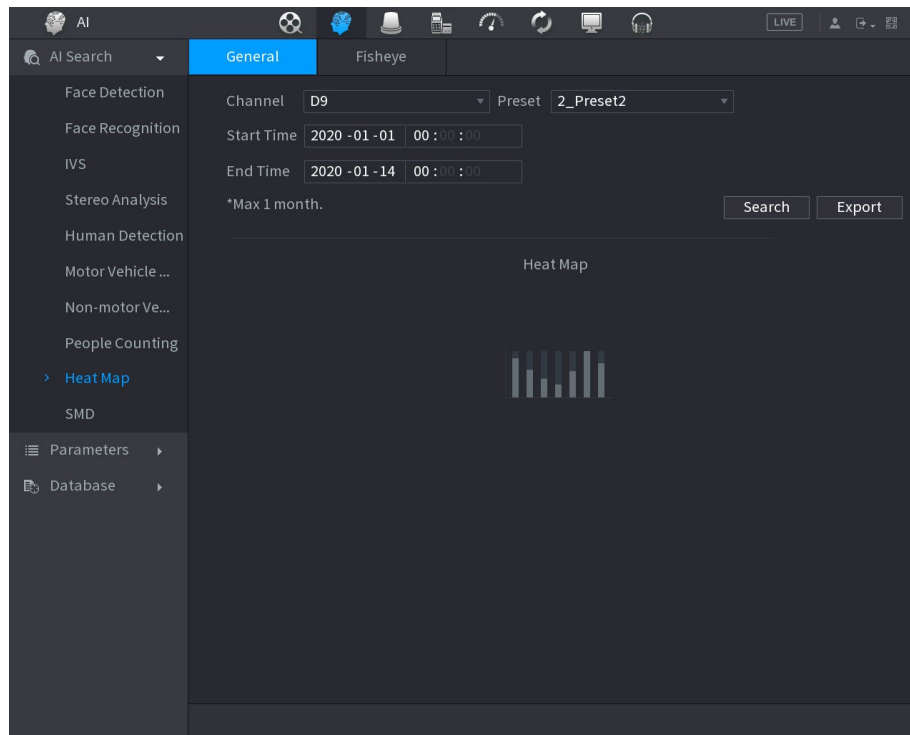 AI
LIVE
AI Search
General
Fisheye
Face Detection
Channel D9 Preset 2_Preset2
Face Recognition
Start Time 2020 -01 -01 00 : 00 : 00
IVS
End Time 2020 -01 -14 00 : 00 : 00
Stereo Analysis
*Max 1 month.
Search
Export
Human Detection
Heat Map
Motor Vehicle ...
Non-motor Ve...
People Counting
Heat Map
SMD
Parameters
Database